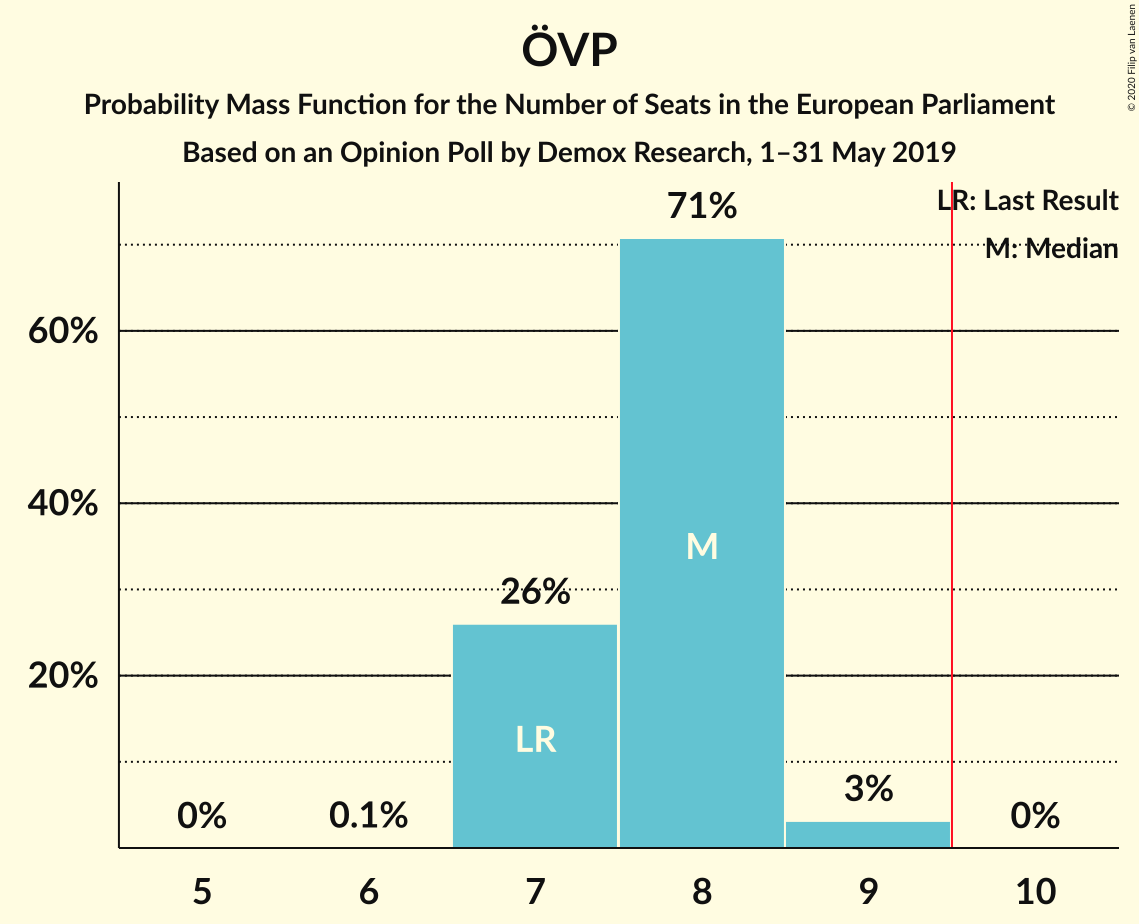 ÖVP
Probability Mass Function for the Number of Seats in the European Parliament
Based on an Opinion Poll by Demox Research, 1–31 May 2019
© 2020 Filip van Laenen
LR: Last Result
M: Median
71%
60%
40%
20%
26%
M
LR
0%
0.1%
3%
0%
5 6 7 8 9 10